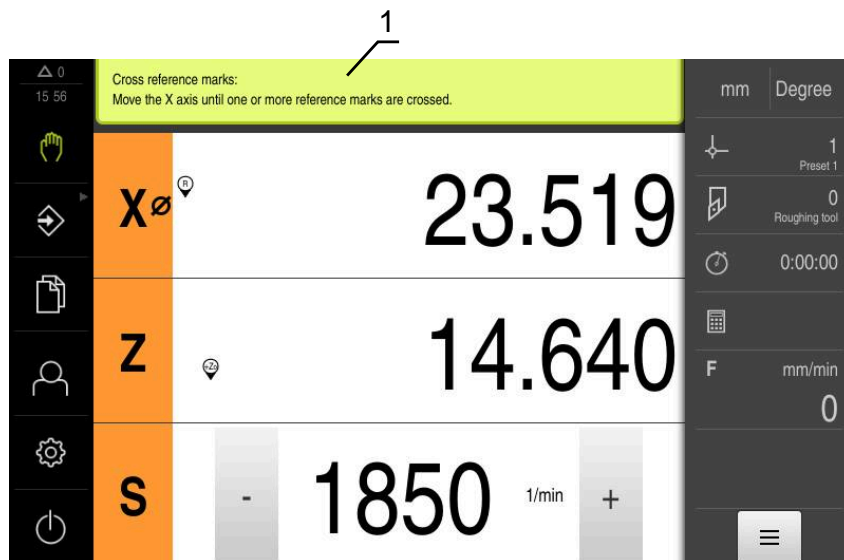 1
△ 0
15 56
Cross reference marks:
Move the X axis until one or more reference marks are crossed.
mm Degree
X⌀ R 23.519
1
Preset 1
0
Roughing tool
0:00:00
Z 14.640
F mm/min
0
S - 1850 1/min +